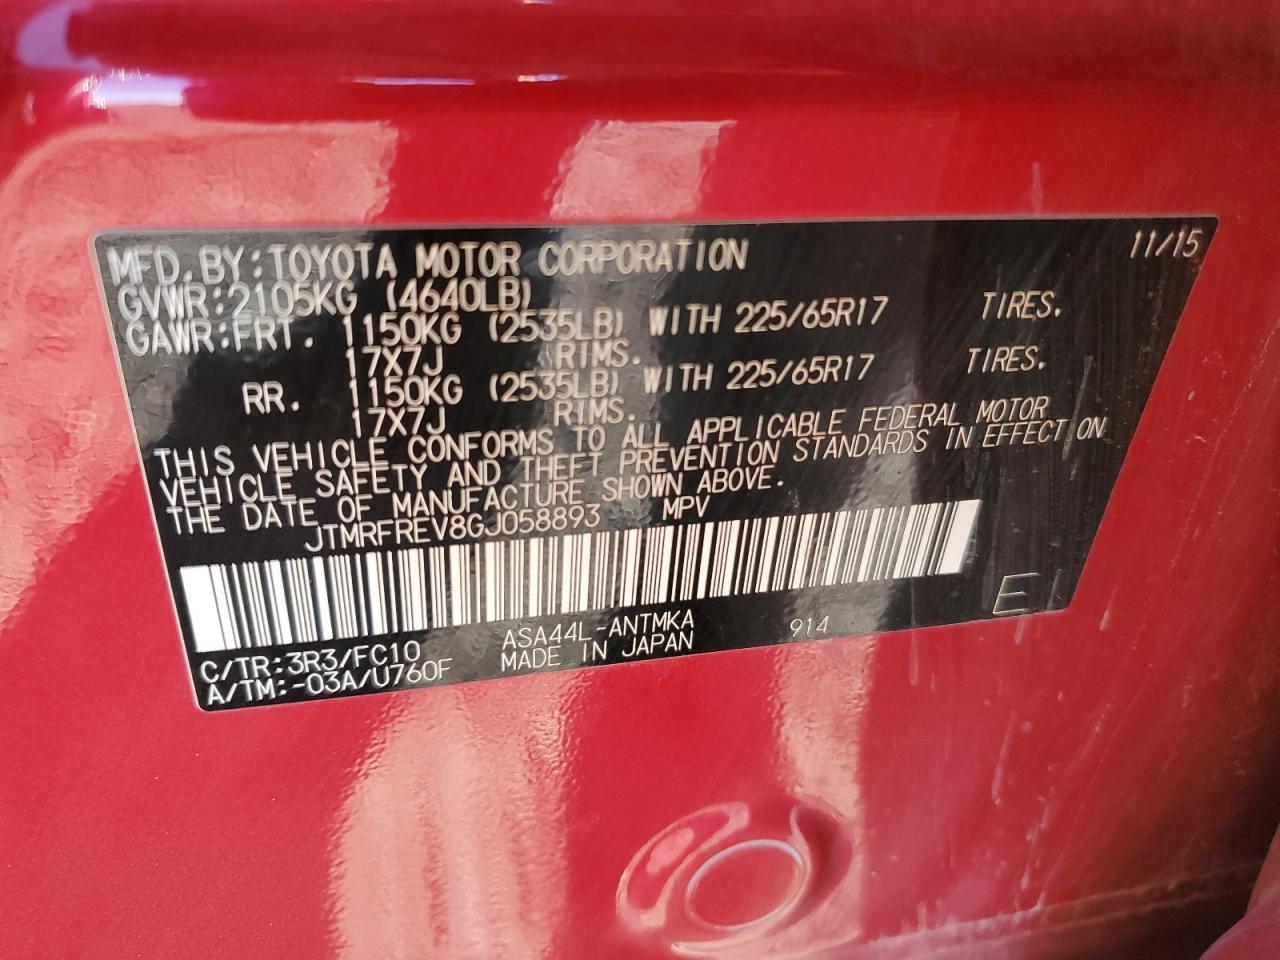 MFD. BY: TOYOTA MOTOR CORPORATION 11/15
GVWR: 2105KG (4640LB)
GAWR: FRT. 1150KG (2535LB) WITH 225/65R17 TIRES.
17X7J RIMS.
RR. 1150KG (2535LB) WITH 225/65R17 TIRES.
17X7J RIMS.
THIS VEHICLE CONFORMS TO ALL APPLICABLE FEDERAL MOTOR
VEHICLE SAFETY AND THEFT PREVENTION STANDARDS IN EFFECT ON
THE DATE OF MANUFACTURE SHOWN ABOVE.
JTMRFREV8GJ058893 MPV
C/TR: 3R3/FC10 ASA44L-ANTMKA 914 E
A/TM: -03A/U760F MADE IN JAPAN